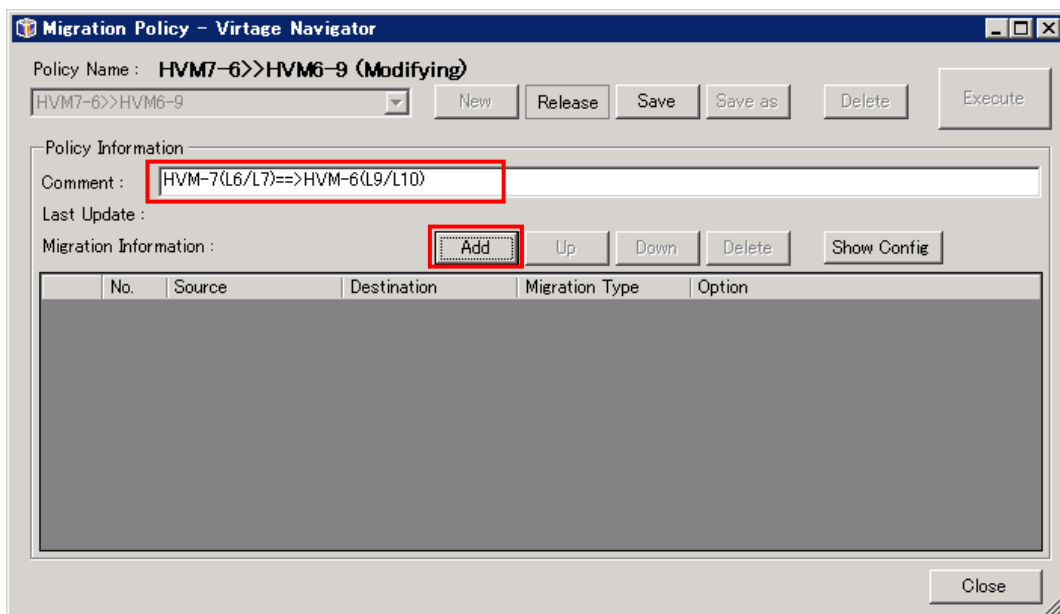 Migration Policy - Virtage Navigator
Policy Name : HVM7-6>>HVM6-9 (Modifying)
HVM7-6>>HVM6-9 New Release Save Save as Delete Execute
Policy Information
Comment : HVM-7(L6/L7)==>HVM-6(L9/L10)
Last Update :
Migration Information : Add Up Down Delete Show Config
No. Source Destination Migration Type Option
Close